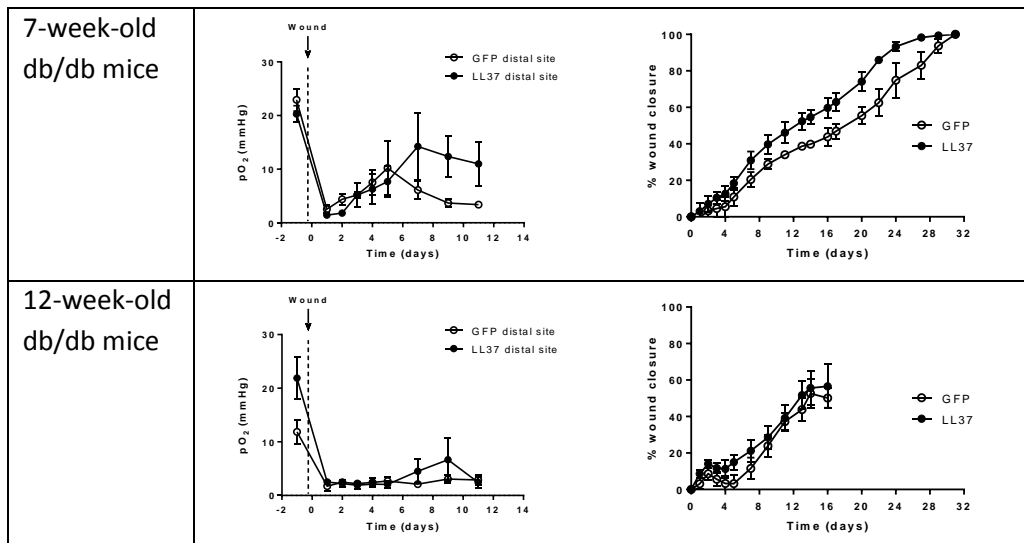 7-week-old
db/db mice
Wound
GFP distal site
LL37 distal site
pO2 (mmHg)
30
20
10
0
-2 0 2 4 6 8 10 12 14
Time (days)
% wound closure
100
80
60
40
20
0
GFP
LL37
0 4 8 12 16 20 24 28 32
Time (days)
12-week-old
db/db mice
Wound
GFP distal site
LL37 distal site
pO2 (mmHg)
30
20
10
0
-2 0 2 4 6 8 10 12 14
Time (days)
% wound closure
100
80
60
40
20
0
GFP
LL37
0 4 8 12 16 20 24 28 32
Time (days)